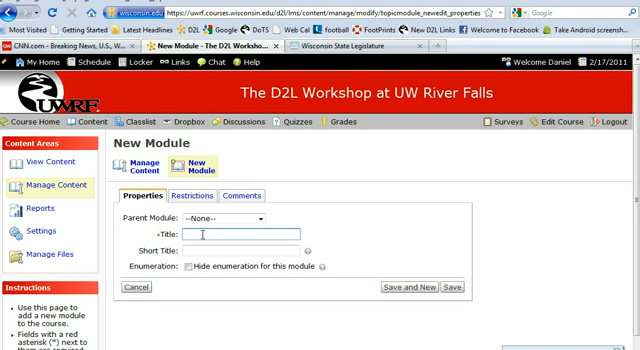 wisconsin.edu https://uwrf.courses.wisconsin.edu/d2l/lms/content/manage/modify/topicmodule_newedit_properties Google
Most Visited D2L Google DoTS Web Cal football FootPrints New D2L Links Welcome to Facebook Take Android screensh...
CNN.com - Breaking News, U.S., W... New Module - The D2L Worksho... Wisconsin State Legislature
My Home Schedule Locker Links Help Welcome Daniel 2/17/2011
UWRF The D2L Workshop at UW River Falls
Course Home Content Classlist Dropbox Discussions Quizzes Grades Surveys Edit Course Logout
Content Areas
View Content
Manage Content
Reports
Settings
Manage Files
Instructions
Use this page to
add a new module
to the course.
Fields with a red
asterisk (*) next to
them are required
New Module
Manage Content New Module
Properties Restrictions Comments
Parent Module: --None--
*Title:
Short Title:
Enumeration: Hide enumeration for this module
Cancel Save and New Save